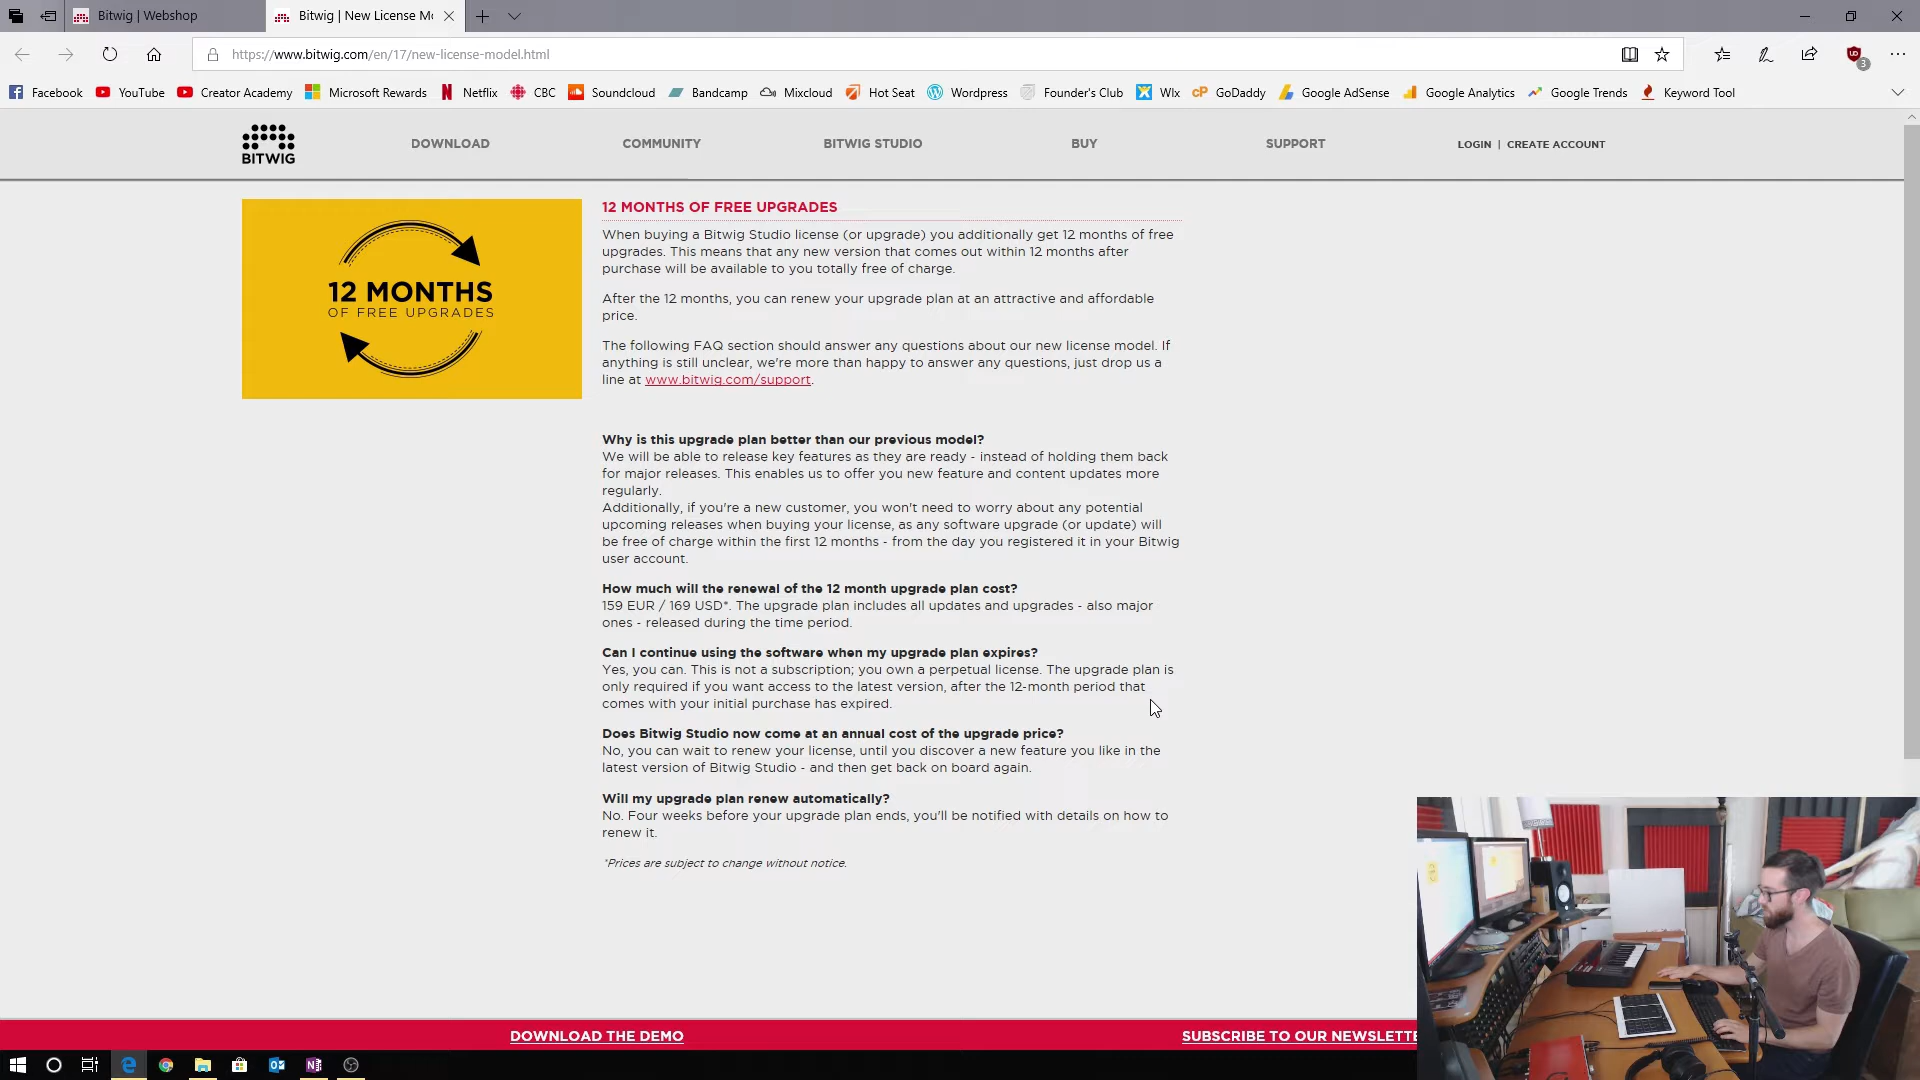 Bitwig | Webshop
Bitwig | New License Mo
https://www.bitwig.com/en/17/new-license-model.html
3
Facebook YouTube Creator Academy Microsoft Rewards Netflix CBC Soundcloud Bandcamp Mixcloud Hot Seat Wordpress Founder's Club WIx GoDaddy Google AdSense Google Analytics Google Trends Keyword Tool
BITWIG
DOWNLOAD COMMUNITY BITWIG STUDIO BUY SUPPORT LOGIN | CREATE ACCOUNT
12 MONTHS
OF FREE UPGRADES
12 MONTHS OF FREE UPGRADES
When buying a Bitwig Studio license (or upgrade) you additionally get 12 months of free
upgrades. This means that any new version that comes out within 12 months after
purchase will be available to you totally free of charge.
After the 12 months, you can renew your upgrade plan at an attractive and affordable
price.
The following FAQ section should answer any questions about our new license model. If
anything is still unclear, we're more than happy to answer any questions, just drop us a
line at www.bitwig.com/support.
Why is this upgrade plan better than our previous model?
We will be able to release key features as they are ready - instead of holding them back
for major releases. This enables us to offer you new feature and content updates more
regularly.
Additionally, if you're a new customer, you won't need to worry about any potential
upcoming releases when buying your license, as any software upgrade (or update) will
be free of charge within the first 12 months - from the day you registered it in your Bitwig
user account.
How much will the renewal of the 12 month upgrade plan cost?
159 EUR / 169 USD*. The upgrade plan includes all updates and upgrades - also major
ones - released during the time period.
Can I continue using the software when my upgrade plan expires?
Yes, you can. This is not a subscription; you own a perpetual license. The upgrade plan is
only required if you want access to the latest version, after the 12-month period that
comes with your initial purchase has expired.
Does Bitwig Studio now come at an annual cost of the upgrade price?
No, you can wait to renew your license, until you discover a new feature you like in the
latest version of Bitwig Studio - and then get back on board again.
Will my upgrade plan renew automatically?
No. Four weeks before your upgrade plan ends, you'll be notified with details on how to
renew it.
*Prices are subject to change without notice.
DOWNLOAD THE DEMO
SUBSCRIBE TO OUR NEWSLETTE